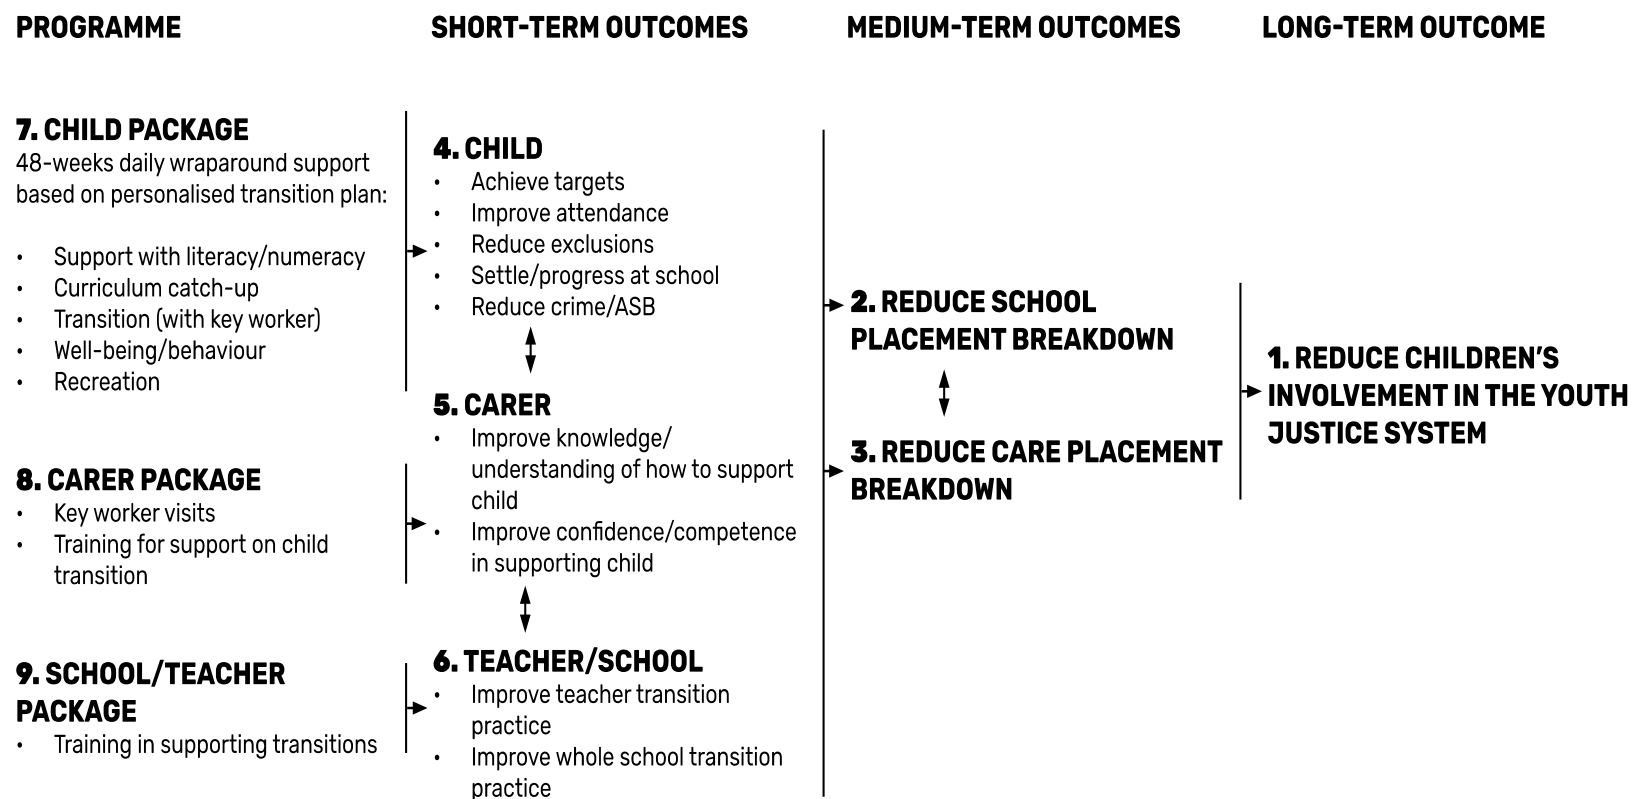 PROGRAMME
SHORT-TERM OUTCOMES
MEDIUM-TERM OUTCOMES
LONG-TERM OUTCOME
7. CHILD PACKAGE
48-weeks daily wraparound support
based on personalised transition plan:
• Support with literacy/numeracy
• Curriculum catch-up
• Transition (with key worker)
• Well-being/behaviour
• Recreation
8. CARER PACKAGE
• Key worker visits
• Training for support on child
transition
9. SCHOOL/TEACHER
PACKAGE
• Training in supporting transitions
4. CHILD
• Achieve targets
• Improve attendance
• Reduce exclusions
• Settle/progress at school
• Reduce crime/ASB
5. CARER
• Improve knowledge/
understanding of how to support
child
• Improve confidence/competence
in supporting child
6. TEACHER/SCHOOL
• Improve teacher transition
practice
• Improve whole school transition
practice
2. REDUCE SCHOOL
PLACEMENT BREAKDOWN
3. REDUCE CARE PLACEMENT
BREAKDOWN
1. REDUCE CHILDREN'S
INVOLVEMENT IN THE YOUTH
JUSTICE SYSTEM